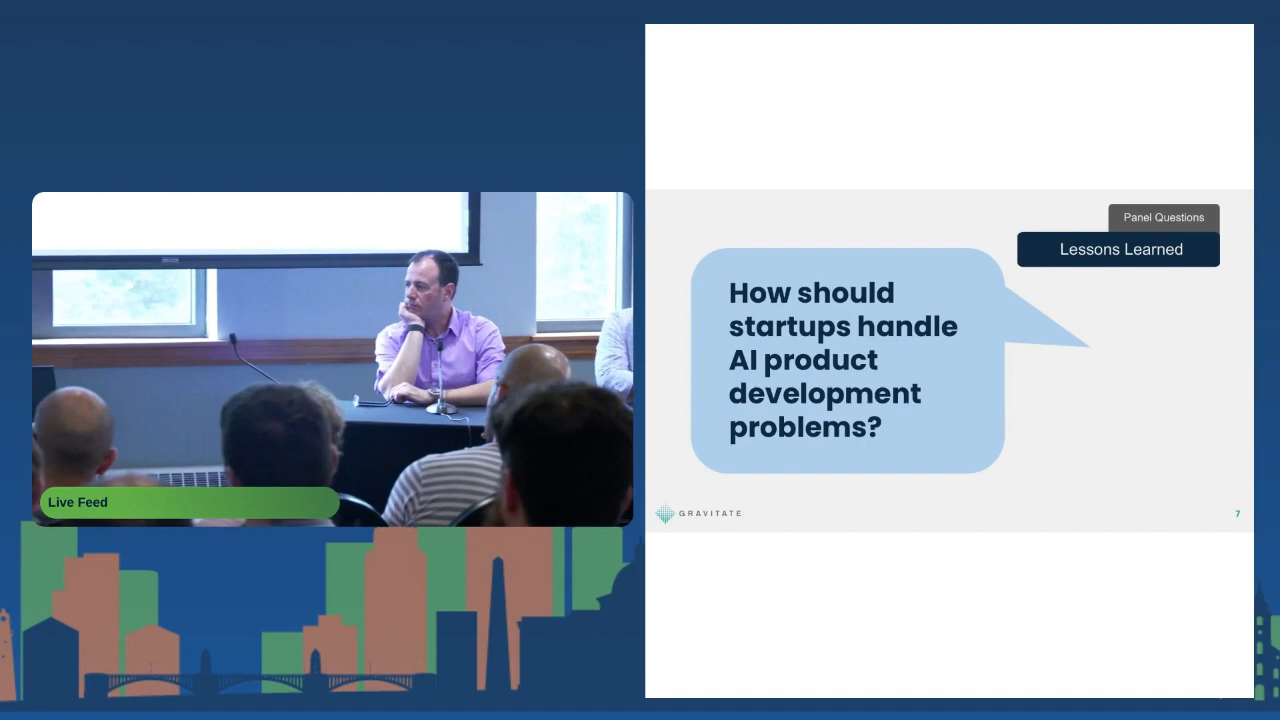 Live Feed
Panel Questions
Lessons Learned
How should
startups handle
AI product
development
problems?
GRAVITATE
7